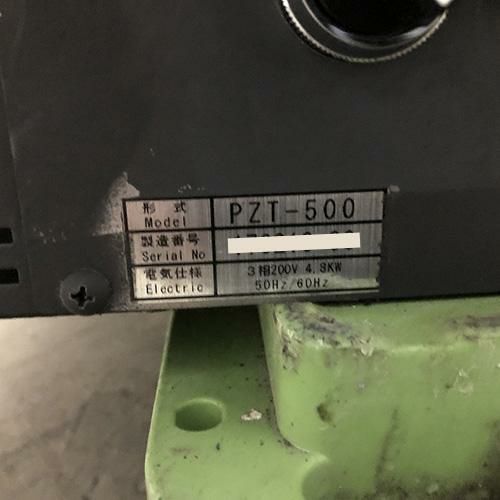 形式 PZT-500
Model
製造番号
Serial No
電気仕様 3相200V 4.8KW
Electric 50Hz/60Hz